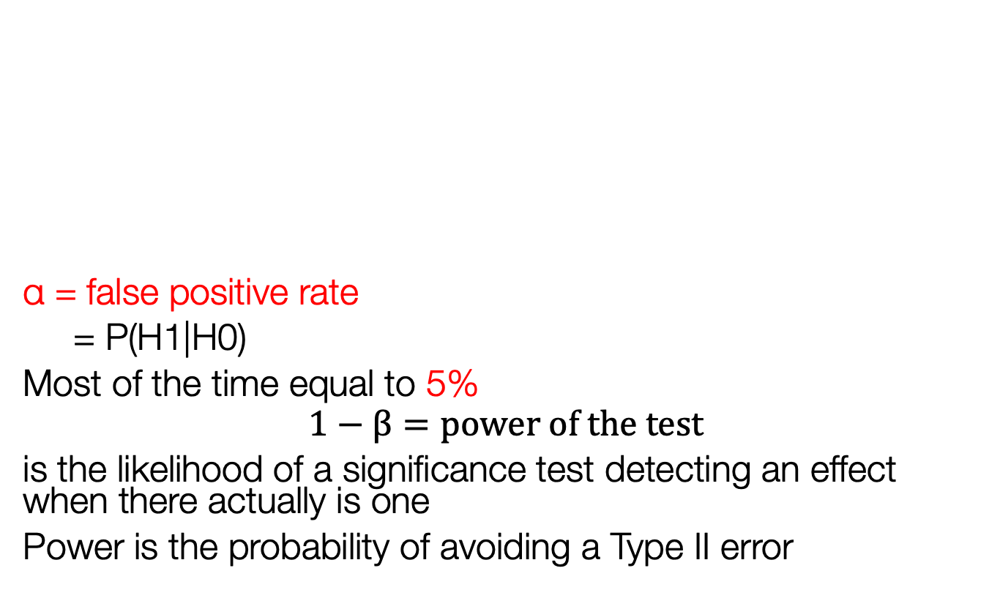 α = false positive rate
= P(H1|H0)
Most of the time equal to 5%
1 − β = power of the test
is the likelihood of a significance test detecting an effect
when there actually is one
Power is the probability of avoiding a Type II error